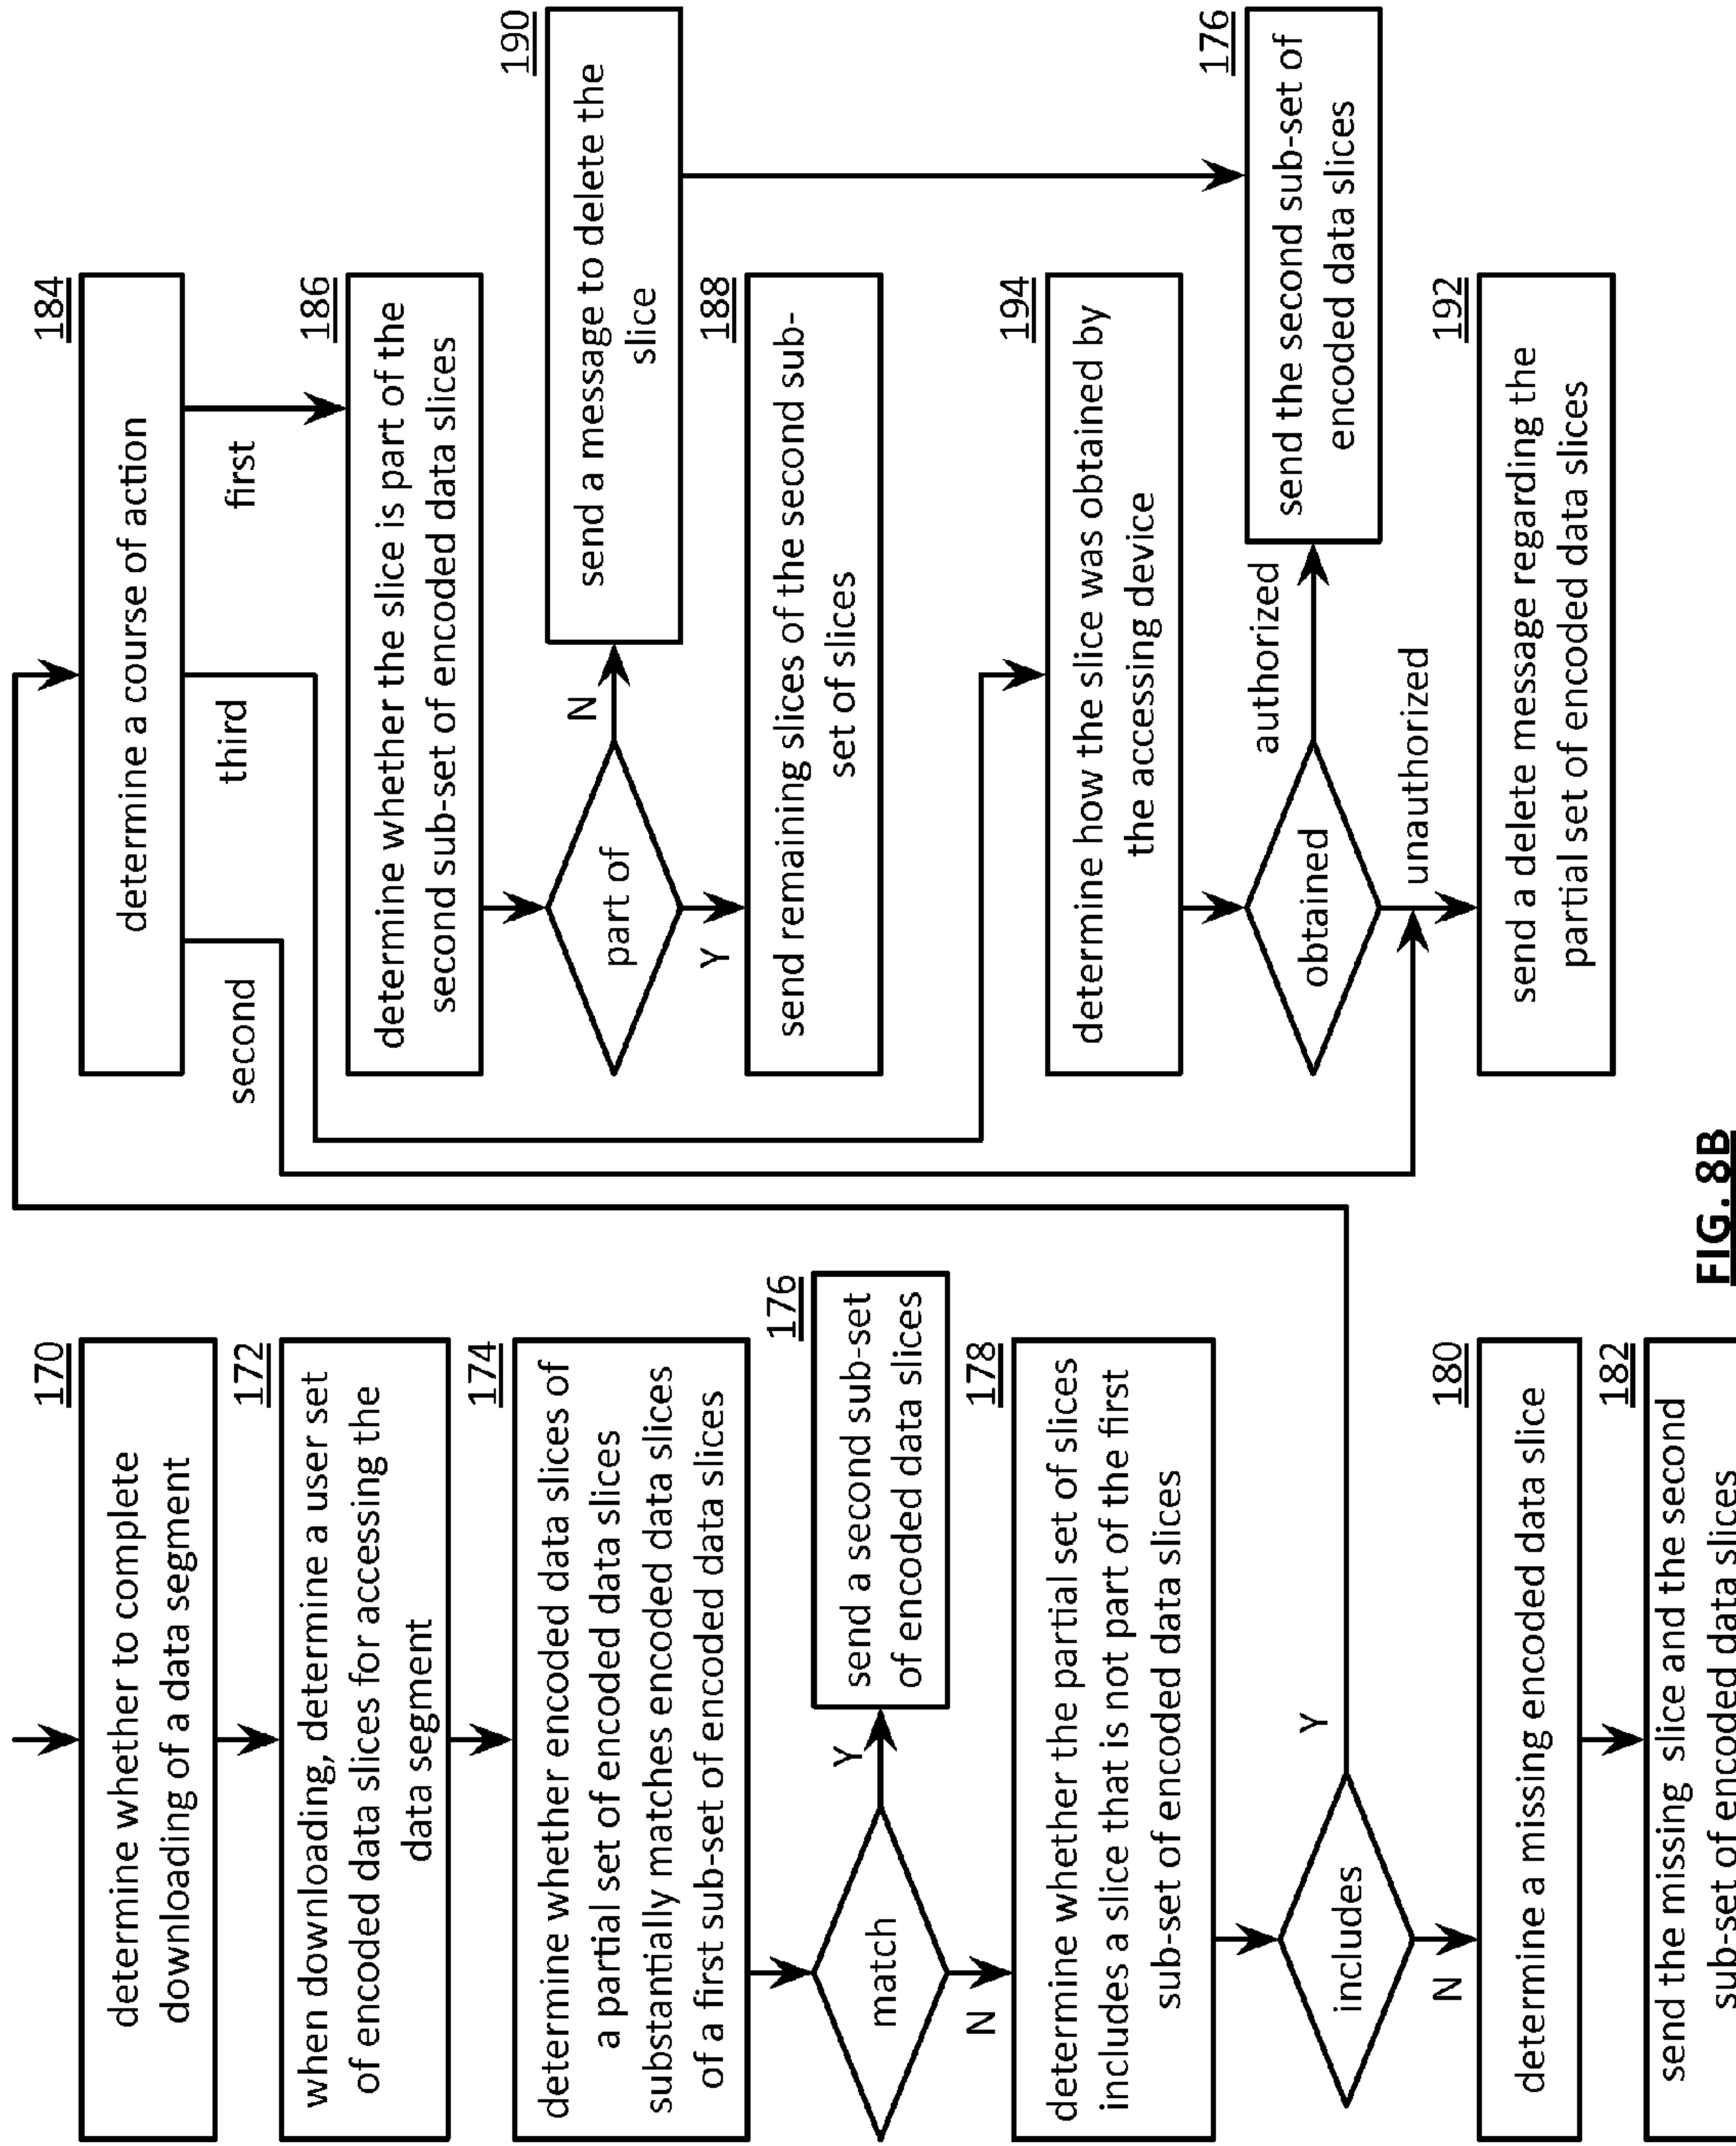 170
determine whether to complete
downloading of a data segment
172
when downloading, determine a user set
of encoded data slices for accessing the
data segment
174
determine whether encoded data slices of
a partial set of encoded data slices
substantially matches encoded data slices
of a first sub-set of encoded data slices
match
Y
N
176
send a second sub-set
of encoded data slices
178
determine whether the partial set of slices
includes a slice that is not part of the first
sub-set of encoded data slices
includes
Y
N
180
determine a missing encoded data slice
182
send the missing slice and the second
sub-set of encoded data slices
184
determine a course of action
second
third
first
186
determine whether the slice is part of the
second sub-set of encoded data slices
part of
N
Y
190
send a message to delete the
slice
188
send remaining slices of the second sub-
set of slices
194
determine how the slice was obtained by
the accessing device
obtained
authorized
unauthorized
176
send the second sub-set of
encoded data slices
192
send a delete message regarding the
partial set of encoded data slices
FIG. 8B